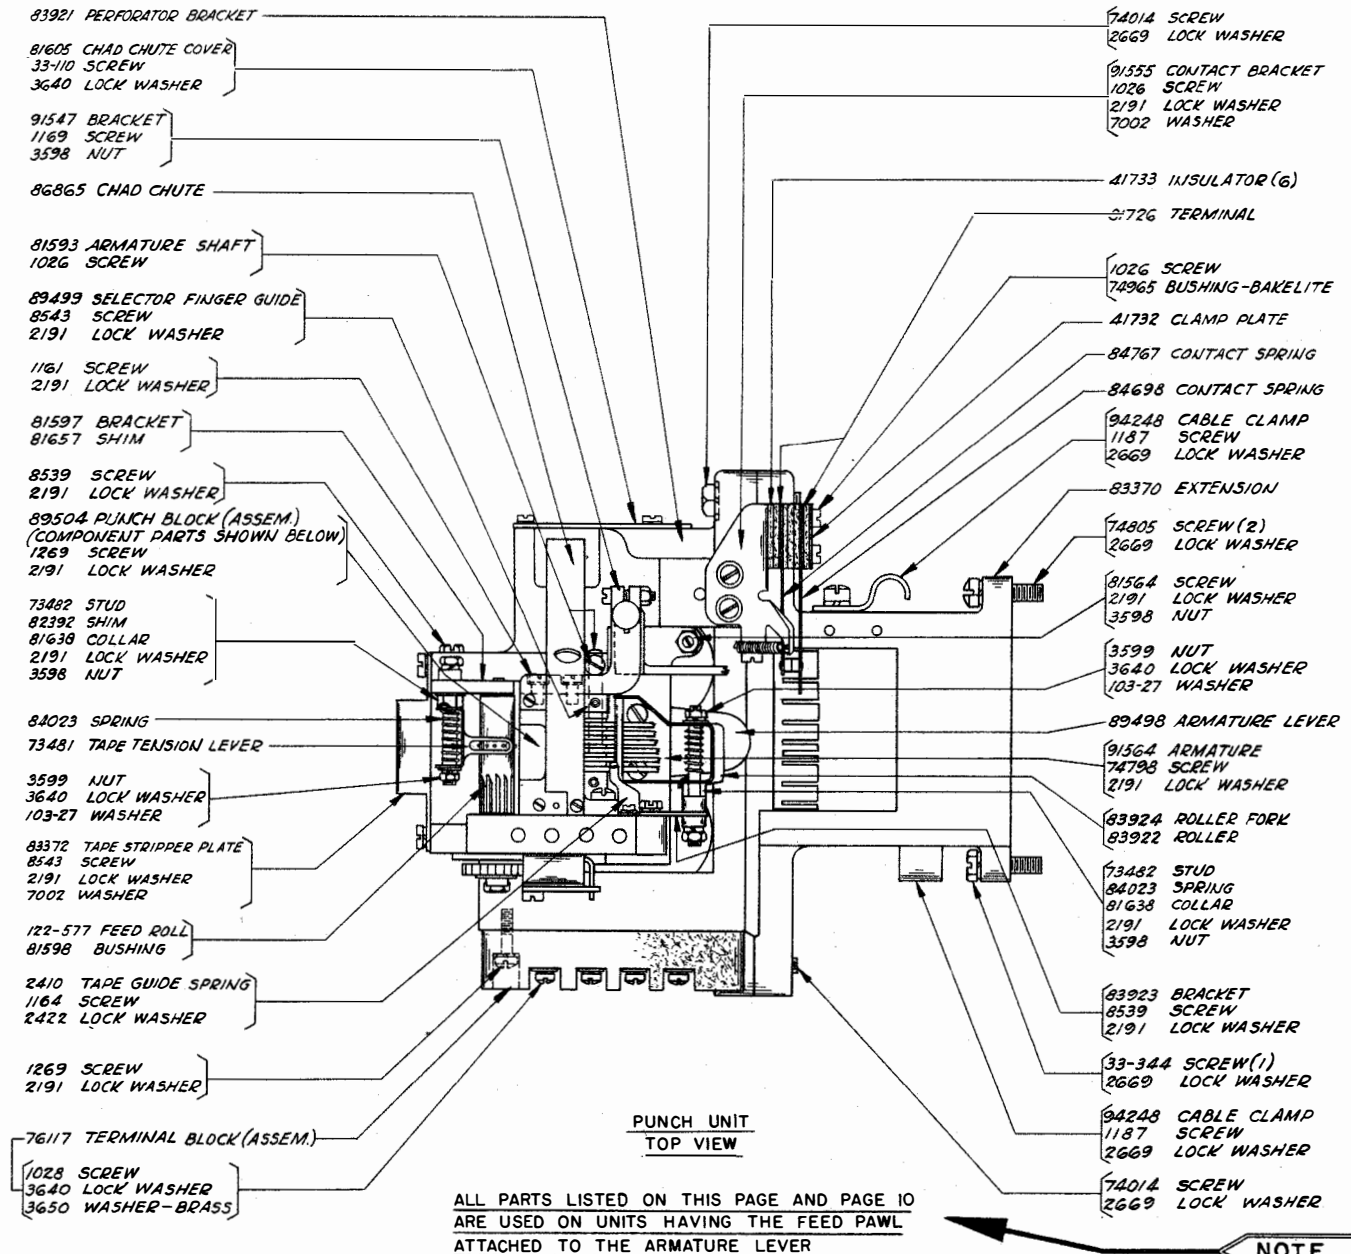 83921 PERFORATOR BRACKET
81605 CHAD CHUTE COVER
33-110 SCREW
3640 LOCK WASHER
91547 BRACKET
1169 SCREW
3598 NUT
86865 CHAD CHUTE
81593 ARMATURE SHAFT
1026 SCREW
89499 SELECTOR FINGER GUIDE
8543 SCREW
2191 LOCK WASHER
1161 SCREW
2191 LOCK WASHER
81597 BRACKET
81657 SHIM
8539 SCREW
2191 LOCK WASHER
89504 PUNCH BLOCK (ASSEM.)
(COMPONENT PARTS SHOWN BELOW)
1269 SCREW
2191 LOCK WASHER
73482 STUD
82392 SHIM
81638 COLLAR
2191 LOCK WASHER
3598 NUT
84023 SPRING
73481 TAPE TENSION LEVER
3599 NUT
3640 LOCK WASHER
103-27 WASHER
83372 TAPE STRIPPER PLATE
8543 SCREW
2191 LOCK WASHER
7002 WASHER
122-577 FEED ROLL
81598 BUSHING
2410 TAPE GUIDE SPRING
1164 SCREW
2422 LOCK WASHER
1269 SCREW
2191 LOCK WASHER
76117 TERMINAL BLOCK (ASSEM.)
1028 SCREW
3640 LOCK WASHER
3650 WASHER-BRASS
74014 SCREW
2669 LOCK WASHER
91555 CONTACT BRACKET
1026 SCREW
2191 LOCK WASHER
7002 WASHER
41733 INSULATOR (6)
TERMINAL
1026 SCREW
74965 BUSHING-BAKELITE
41732 CLAMP PLATE
84767 CONTACT SPRING
84698 CONTACT SPRING
94248 CABLE CLAMP
1187 SCREW
2669 LOCK WASHER
83370 EXTENSION
74805 SCREW (2)
2669 LOCK WASHER
81564 SCREW
2191 LOCK WASHER
3598 NUT
3599 NUT
3640 LOCK WASHER
103-27 WASHER
89498 ARMATURE LEVER
91564 ARMATURE
74798 SCREW
2191 LOCK WASHER
83924 ROLLER FORK
83922 ROLLER
73482 STUD
84023 SPRING
81638 COLLAR
2191 LOCK WASHER
3598 NUT
83923 BRACKET
8539 SCREW
2191 LOCK WASHER
33-344 SCREW (1)
2669 LOCK WASHER
94248 CABLE CLAMP
1187 SCREW
2669 LOCK WASHER
74014 SCREW
2669 LOCK WASHER
PUNCH UNIT
TOP VIEW
ALL PARTS LISTED ON THIS PAGE AND PAGE 10
ARE USED ON UNITS HAVING THE FEED PAWL
ATTACHED TO THE ARMATURE LEVER
NOTE